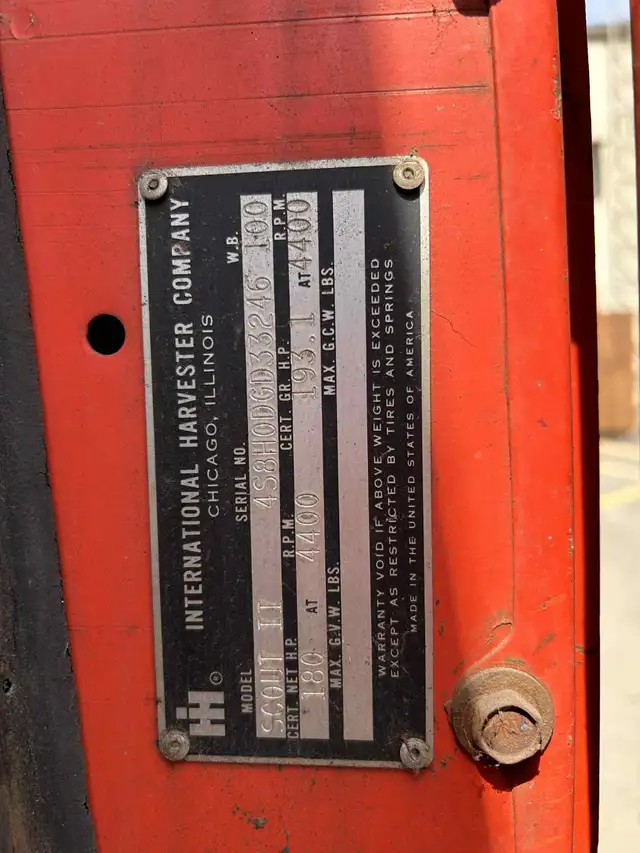 INTERNATIONAL HARVESTER COMPANY
CHICAGO, ILLINOIS
MODEL SERIAL NO. W.B.
SCOUT II 4S8H0DGD33246 100
CERT. NET H.P. R.P.M. CERT. GR. H.P. R.P.M.
180 AT 4400 193.1 AT 4400
MAX. G.V.W. LBS. MAX. G.C.W. LBS.
WARRANTY VOID IF ABOVE WEIGHT IS EXCEEDED
EXCEPT AS RESTRICTED BY TIRES AND SPRINGS
MADE IN THE UNITED STATES OF AMERICA